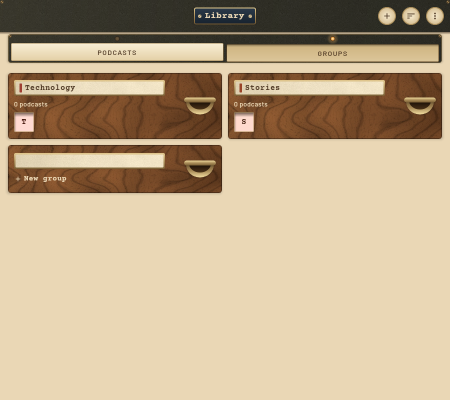 Library
PODCASTS
GROUPS
Technology
0 podcasts
T
Stories
0 podcasts
S
+ New group